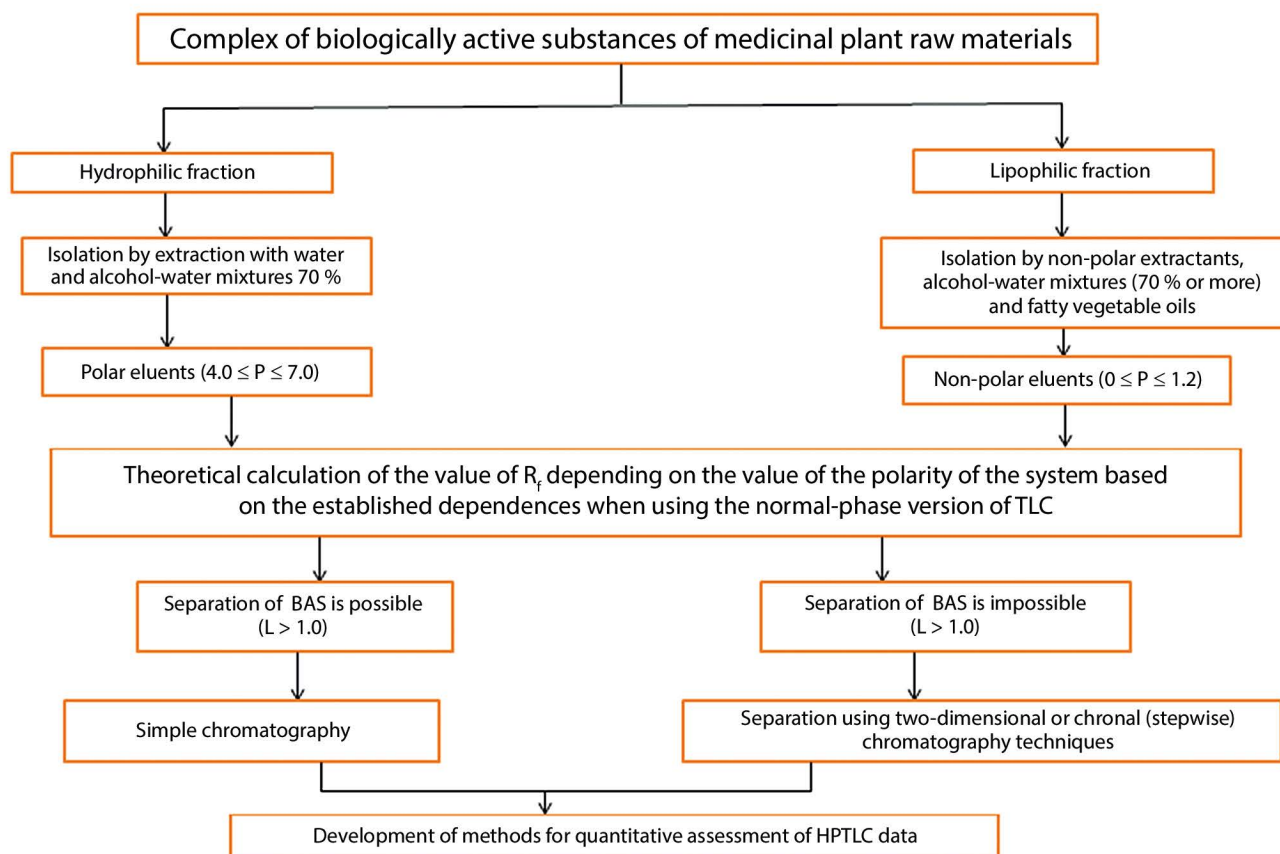 Complex of biologically active substances of medicinal plant raw materials
Hydrophilic fraction
Lipophilic fraction
Isolation by extraction with water
and alcohol-water mixtures 70 %
Isolation by non-polar extractants,
alcohol-water mixtures (70 % or more)
and fatty vegetable oils
Polar eluents (4.0 ≤ P ≤ 7.0)
Non-polar eluents (0 ≤ P ≤ 1.2)
Theoretical calculation of the value of Rf depending on the value of the polarity of the system based
on the established dependences when using the normal-phase version of TLC
Separation of BAS is possible
(L > 1.0)
Separation of BAS is impossible
(L > 1.0)
Simple chromatography
Separation using two-dimensional or chronal (stepwise)
chromatography techniques
Development of methods for quantitative assessment of HPTLC data